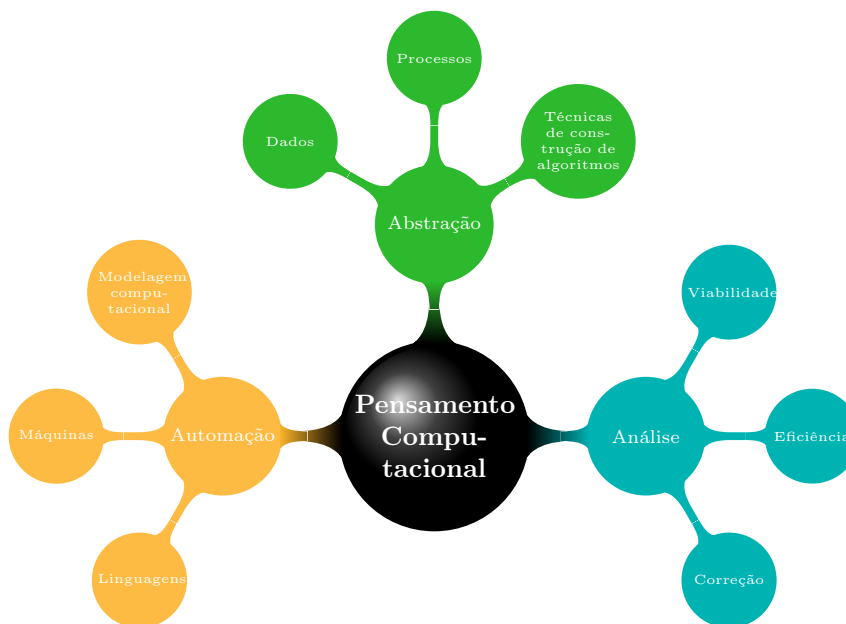 Processos
Dados
Técnicas
de cons-
trução de
algoritmos
Abstração
Modelagem
compu-
tacional
Viabilidade
Máquinas
Automação
Pensamento
Compu-
tacional
Análise
Eficiência
Linguagens
Correção